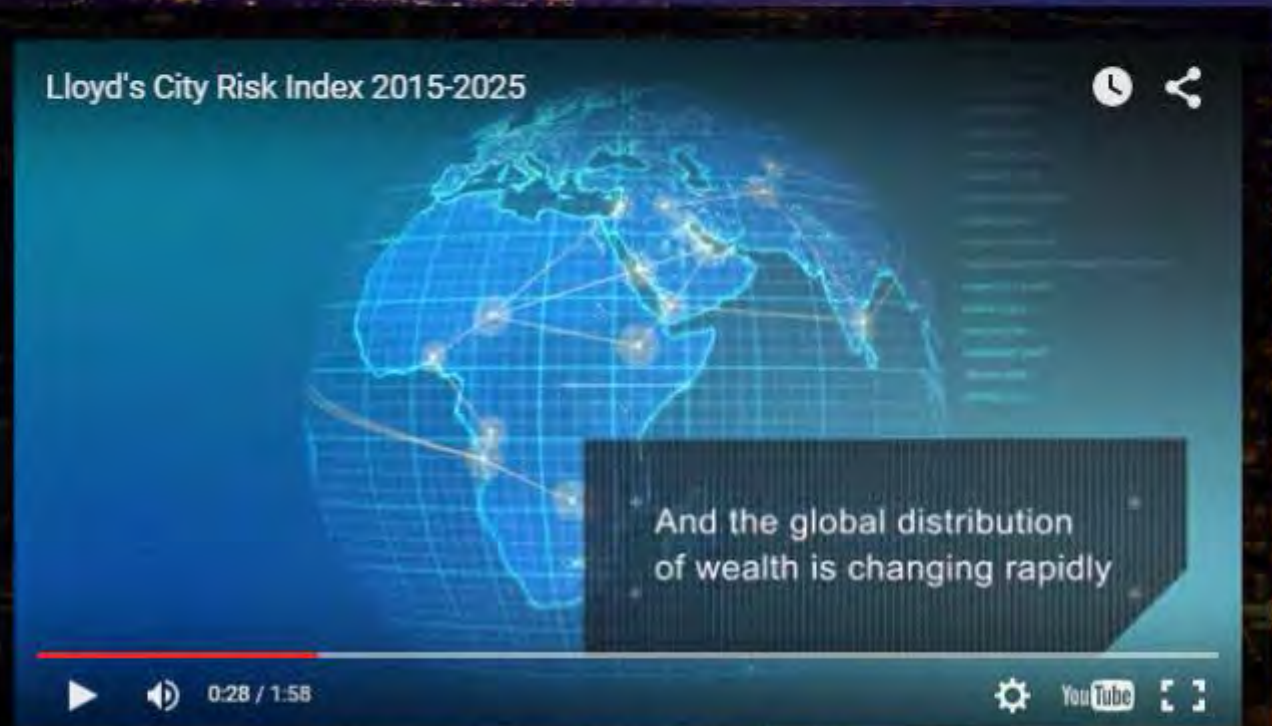 Lloyd's City Risk Index 2015-2025
And the global distribution
of wealth is changing rapidly
0:28 / 1:58
YouTube